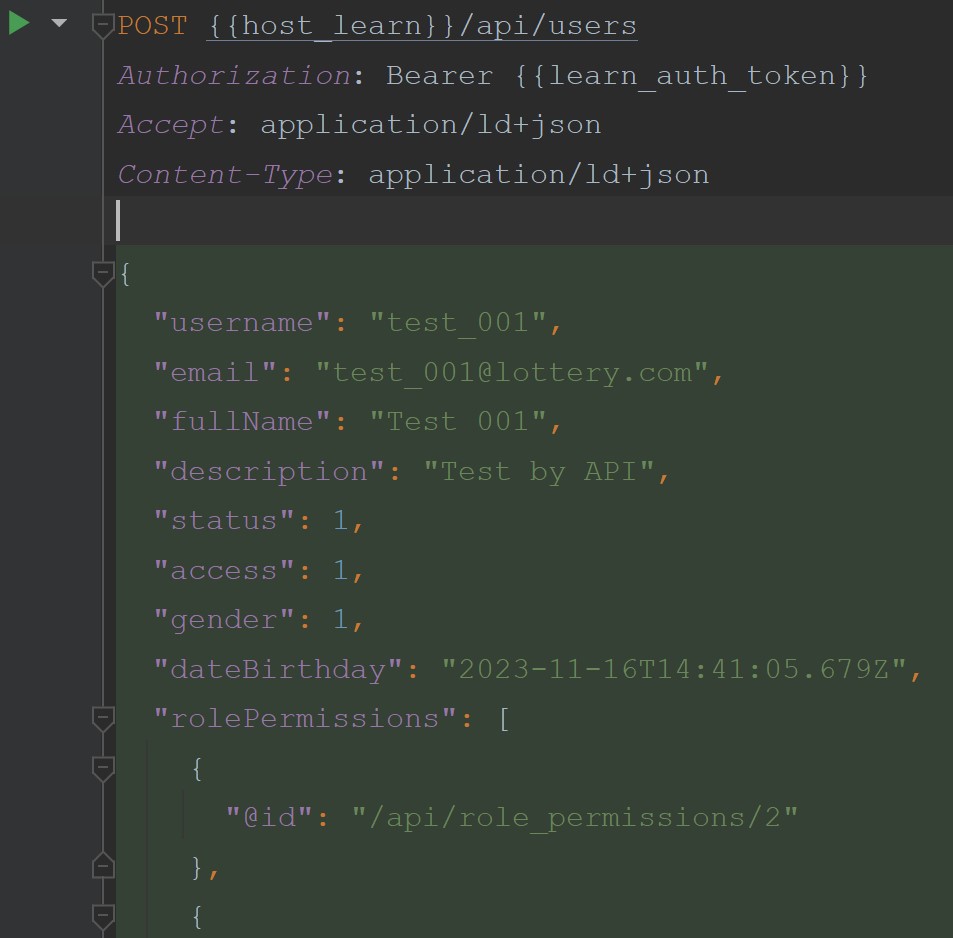 POST {{host_learn}}/api/users
Authorization: Bearer {{learn_auth_token}}
Accept: application/ld+json
Content-Type: application/ld+json
{
"username": "test_001",
"email": "test_001@lottery.com",
"fullName": "Test 001",
"description": "Test by API",
"status": 1,
"access": 1,
"gender": 1,
"dateBirthday": "2023-11-16T14:41:05.679Z",
"rolePermissions": [
{
"@id": "/api/role_permissions/2"
},
{